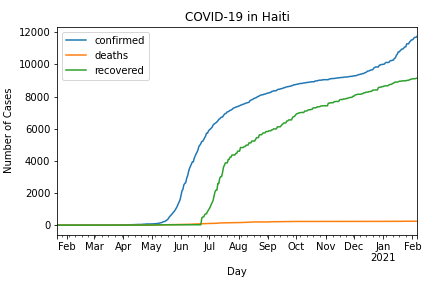 COVID-19 in Haiti
confirmed
deaths
recovered
12000
10000
8000
6000
4000
2000
0
Number of Cases
Feb Mar Apr May Jun Jul Aug Sep Oct Nov Dec Jan Feb
2021
Day